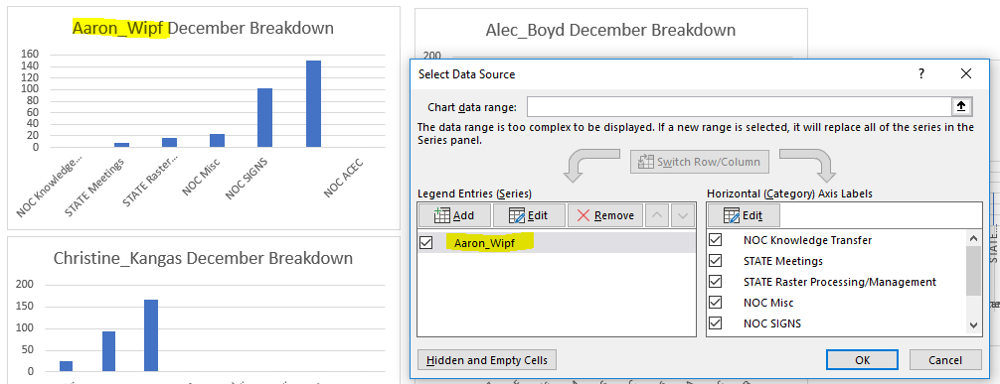 Aaron_Wipf December Breakdown
160
140
120
100
80
60
40
20
0
NOC Knowledge...
STATE Meetings
STATE Raster...
NOC Misc
NOC SIGNS
NOC ACEC
Alec_Boyd December Breakdown
200
Christine_Kangas December Breakdown
200
150
100
50
0
Select Data Source
?
Chart data range:
The data range is too complex to be displayed. If a new range is selected, it will replace all of the series in the
Series panel.
Switch Row/Column
Legend Entries (Series)
Add Edit Remove
Aaron_Wipf
Horizontal (Category) Axis Labels
Edit
NOC Knowledge Transfer
STATE Meetings
STATE Raster Processing/Management
NOC Misc
NOC SIGNS
Hidden and Empty Cells
OK
Cancel
STATE...